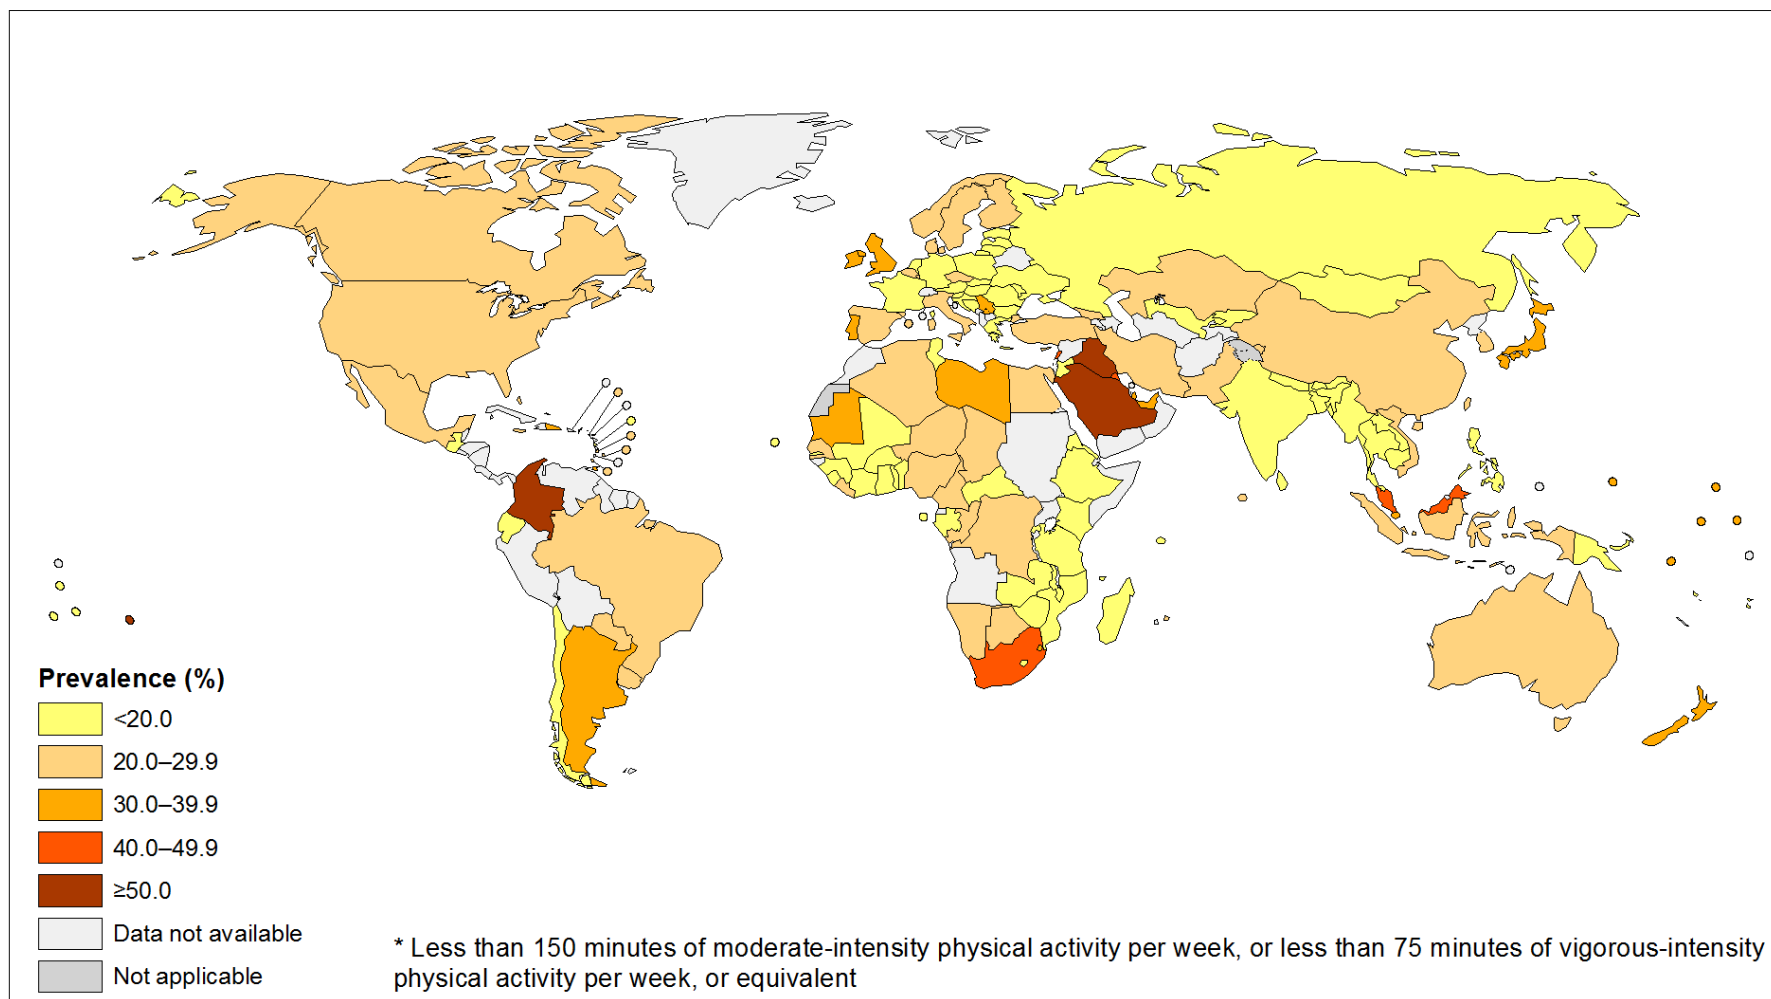 Prevalence (%)
<20.0
20.0–29.9
30.0–39.9
40.0–49.9
≥50.0
Data not available
Not applicable
* Less than 150 minutes of moderate-intensity physical activity per week, or less than 75 minutes of vigorous-intensity
physical activity per week, or equivalent